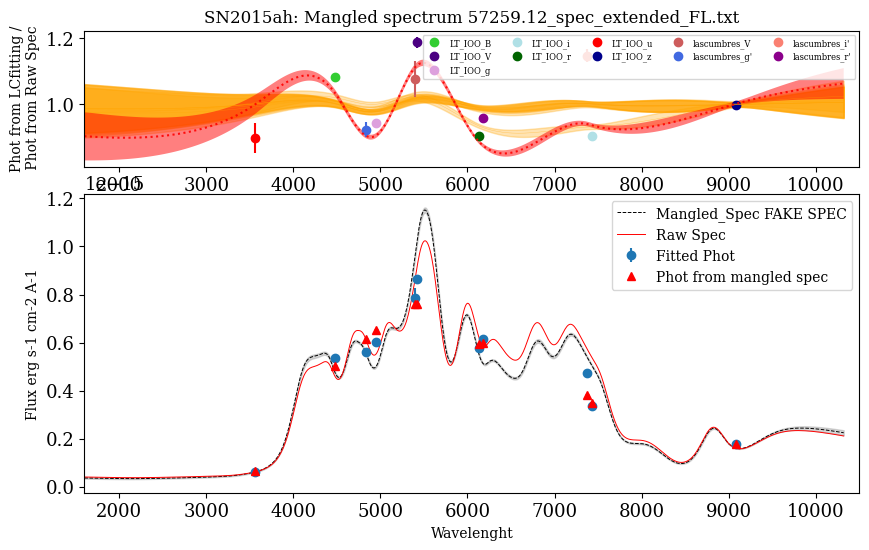 SN2015ah: Mangled spectrum 57259.12_spec_extended_FL.txt
Phot from LCfitting /
Phot from Raw Spec
1.2
1.0
LT_IOO_B LT_IOO_i LT_IOO_u lascumbres_V lascumbres_i'
LT_IOO_V LT_IOO_r LT_IOO_z lascumbres_g' lascumbres_r'
LT_IOO_g
2000 3000 4000 5000 6000 7000 8000 9000 10000
1e−15
Flux erg s-1 cm-2 A-1
1.2
1.0
0.8
0.6
0.4
0.2
0.0
Mangled_Spec FAKE SPEC
Raw Spec
Fitted Phot
Phot from mangled spec
2000 3000 4000 5000 6000 7000 8000 9000 10000
Wavelenght